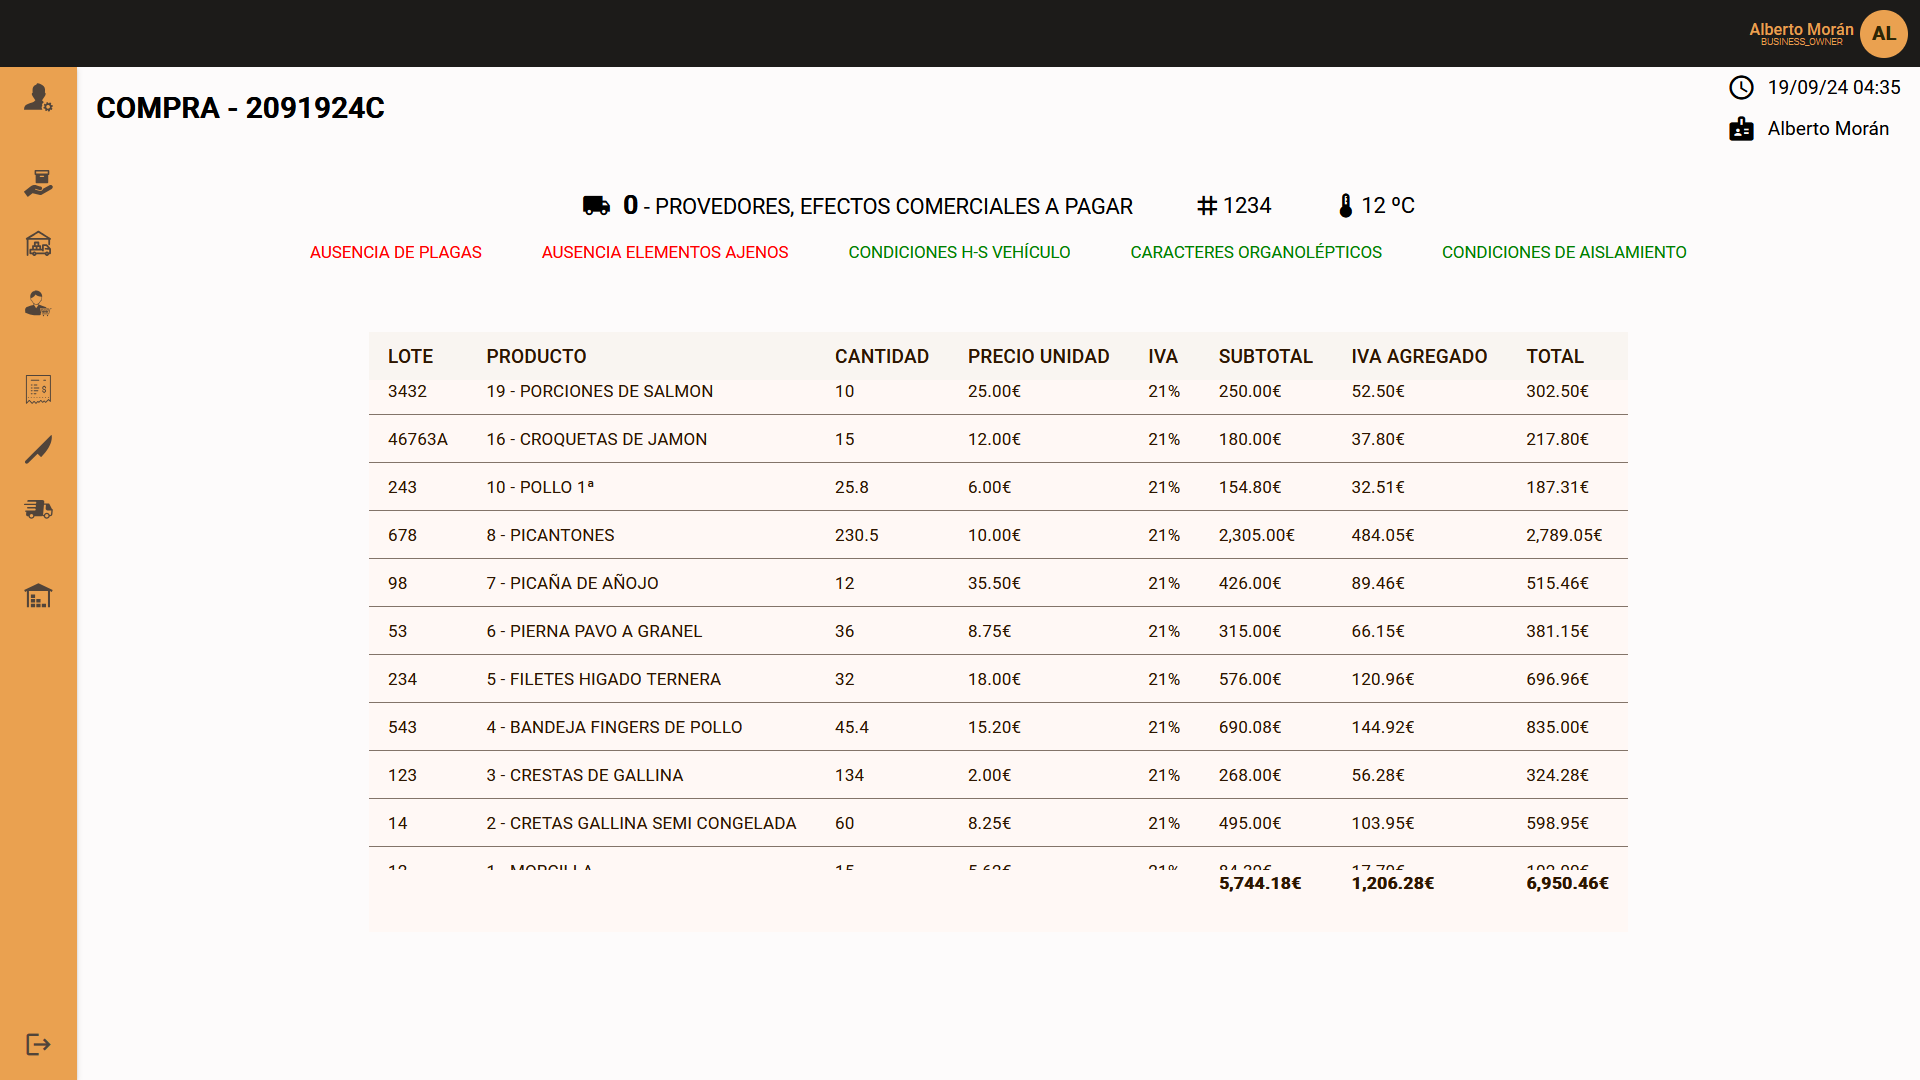 Alberto Morán
BUSINESS_OWNER
AL
COMPRA - 2091924C
19/09/24 04:35
Alberto Morán
0 - PROVEDORES, EFECTOS COMERCIALES A PAGAR 1234 12 ºC
AUSENCIA DE PLAGAS AUSENCIA ELEMENTOS AJENOS CONDICIONES H-S VEHÍCULO CARACTERES ORGANOLÉPTICOS CONDICIONES DE AISLAMIENTO
LOTE PRODUCTO CANTIDAD PRECIO UNIDAD IVA SUBTOTAL IVA AGREGADO TOTAL
3432 19 - PORCIONES DE SALMON 10 25.00€ 21% 250.00€ 52.50€ 302.50€
46763A 16 - CROQUETAS DE JAMON 15 12.00€ 21% 180.00€ 37.80€ 217.80€
243 10 - POLLO 1ª 25.8 6.00€ 21% 154.80€ 32.51€ 187.31€
678 8 - PICANTONES 230.5 10.00€ 21% 2,305.00€ 484.05€ 2,789.05€
98 7 - PICAÑA DE AÑOJO 12 35.50€ 21% 426.00€ 89.46€ 515.46€
53 6 - PIERNA PAVO A GRANEL 36 8.75€ 21% 315.00€ 66.15€ 381.15€
234 5 - FILETES HIGADO TERNERA 32 18.00€ 21% 576.00€ 120.96€ 696.96€
543 4 - BANDEJA FINGERS DE POLLO 45.4 15.20€ 21% 690.08€ 144.92€ 835.00€
123 3 - CRESTAS DE GALLINA 134 2.00€ 21% 268.00€ 56.28€ 324.28€
14 2 - CRETAS GALLINA SEMI CONGELADA 60 8.25€ 21% 495.00€ 103.95€ 598.95€
1 - MORCILLA 15 21%
5,744.18€ 1,206.28€ 6,950.46€